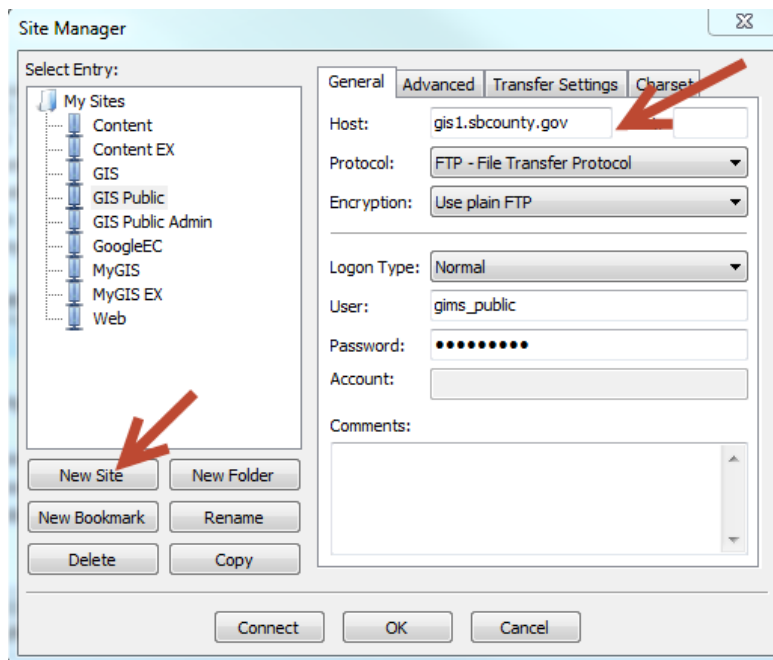 Site Manager
Select Entry:
My Sites
Content
Content EX
GIS
GIS Public
GIS Public Admin
GoogleEC
MyGIS
MyGIS EX
Web
New Site New Folder
New Bookmark Rename
Delete Copy
General Advanced Transfer Settings Charset
Host: gis1.sbcounty.gov
Protocol: FTP - File Transfer Protocol
Encryption: Use plain FTP
Logon Type: Normal
User: gims_public
Password: •••••••••
Account:
Comments:
Connect OK Cancel